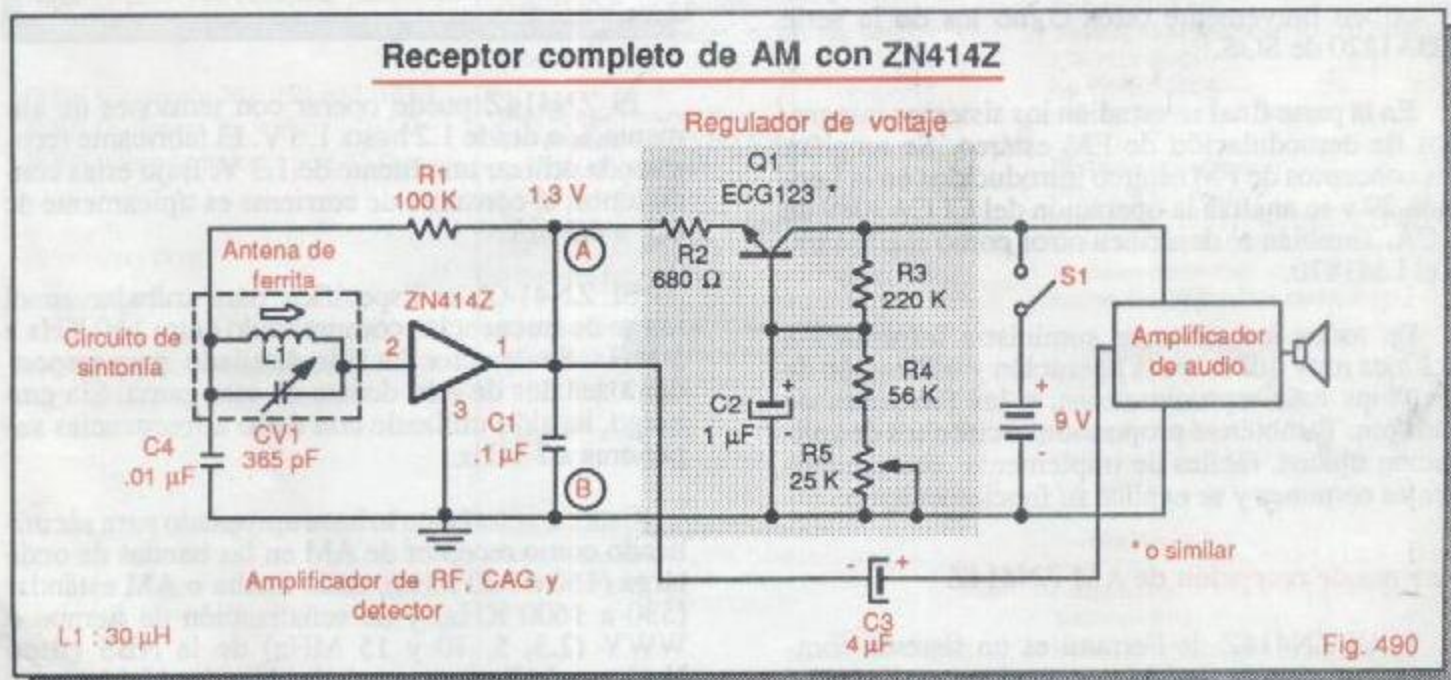 Receptor completo de AM con ZN414Z
Regulador de voltaje
R1
100 K
1,3 V
Q1
ECG123 *
A
R2
680 Ω
R3
220 K
S1
Antena de
ferrita
ZN414Z
Circuito de
sintonía
2
1
3
Amplificador
de audio
R4
56 K
C2
1 µF
+
+
9 V
-
C4
.01 µF
CV1
365 pF
C1
.1 µF
R5
25 K
B
* o similar
Amplificador de RF, CAG y
detector
- +
C3
4 µF
L1 : 30 µH
Fig. 490